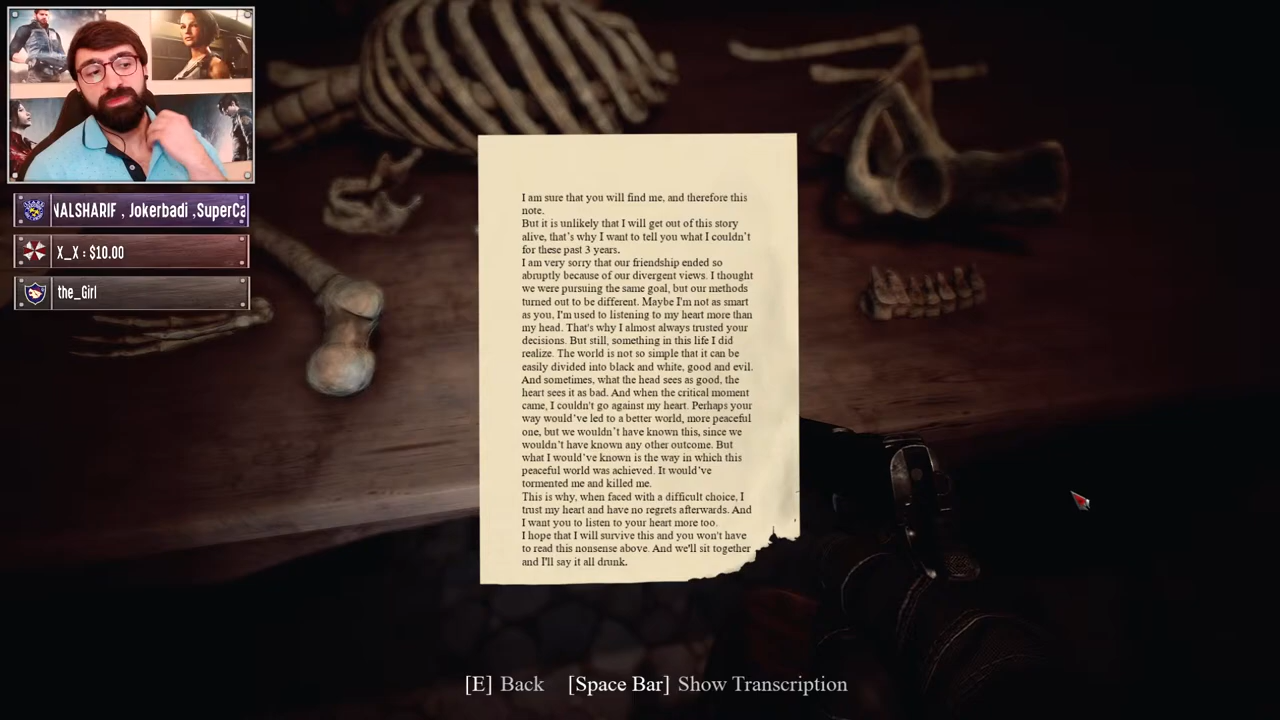 NALSHARIF , Jokerbadi ,SuperCa
X_X : $10.00
the_Girl
I am sure that you will find me, and therefore this
note.
But it is unlikely that I will get out of this story
alive, that's why I want to tell you what I couldn't
for these past 3 years.
I am very sorry that our friendship ended so
abruptly because of our divergent views. I thought
we were pursuing the same goal, but our methods
turned out to be different. Maybe I'm not as smart
as you, I'm used to listening to my heart more than
my head. That's why I almost always trusted your
decisions. But still, something in this life I did
realize. The world is not so simple that it can be
easily divided into black and white, good and evil.
And sometimes, what the head sees as good, the
heart sees it as bad. And when the critical moment
came, I couldn't go against my heart. Perhaps your
way would've led to a better world, more peaceful
one, but we wouldn't have known this, since we
wouldn't have known any other outcome. But
what I would've known is the way in which this
peaceful world was achieved. It would've
tormented me and killed me.
This is why, when faced with a difficult choice, I
trust my heart and have no regrets afterwards. And
I want you to listen to your heart more too.
I hope that I will survive this and you won't have
to read this nonsense above. And we'll sit together
and I'll say it all drunk.
[E] Back [Space Bar] Show Transcription